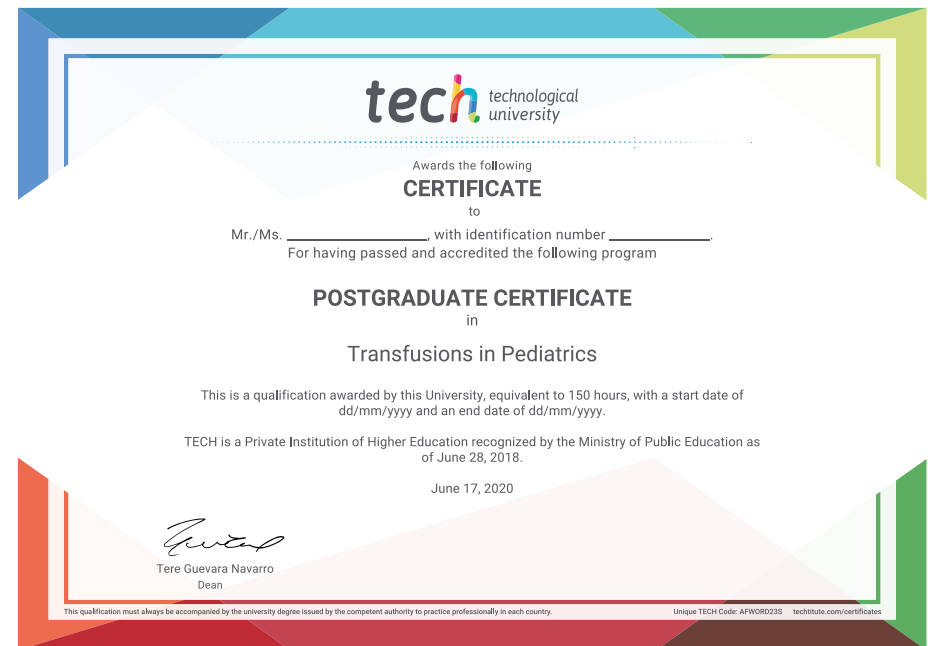 tech technological
university
Awards the following
CERTIFICATE
to
Mr./Ms. ____________________, with identification number ______________.
For having passed and accredited the following program
POSTGRADUATE CERTIFICATE
in
Transfusions in Pediatrics
This is a qualification awarded by this University, equivalent to 150 hours, with a start date of
dd/mm/yyyy and an end date of dd/mm/yyyy.
TECH is a Private Institution of Higher Education recognized by the Ministry of Public Education as
of June 28, 2018.
June 17, 2020
Tere Guevara Navarro
Dean
This qualification must always be accompanied by the university degree issued by the competent authority to practice professionally in each country.
Unique TECH Code: AFWORD23S techtitute.com/certificates